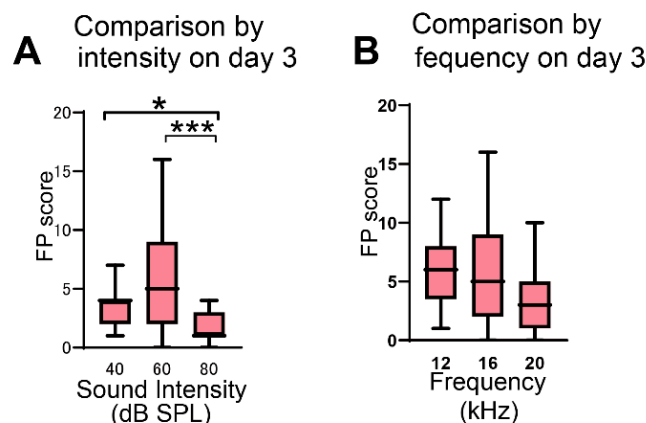 A
Comparison by
intensity on day 3
*
***
20
15
10
5
0
FP score
40 60 80
Sound Intensity
(dB SPL)
B
Comparison by
fequency on day 3
20
15
10
5
0
FP score
12 16 20
Frequency
(kHz)